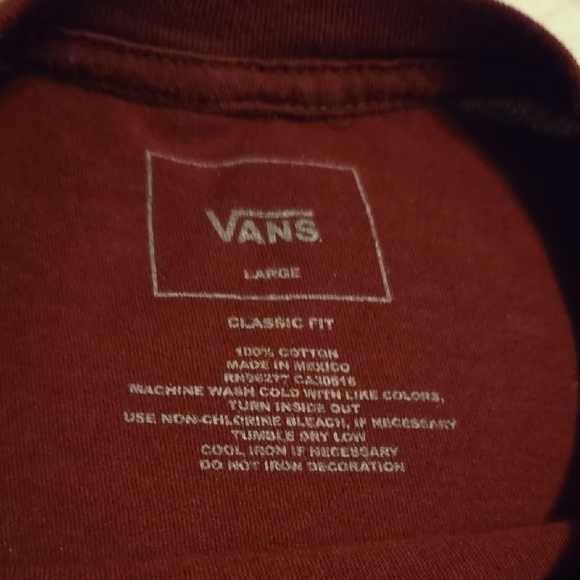 VANS
LARGE
CLASSIC FIT
100% COTTON
MADE IN MEXICO
RN96277 CA30516
MACHINE WASH COLD WITH LIKE COLORS,
TURN INSIDE OUT
USE NON-CHLORINE BLEACH, IF NECESSARY
TUMBLE DRY LOW
COOL IRON IF NECESSARY
DO NOT IRON DECORATION